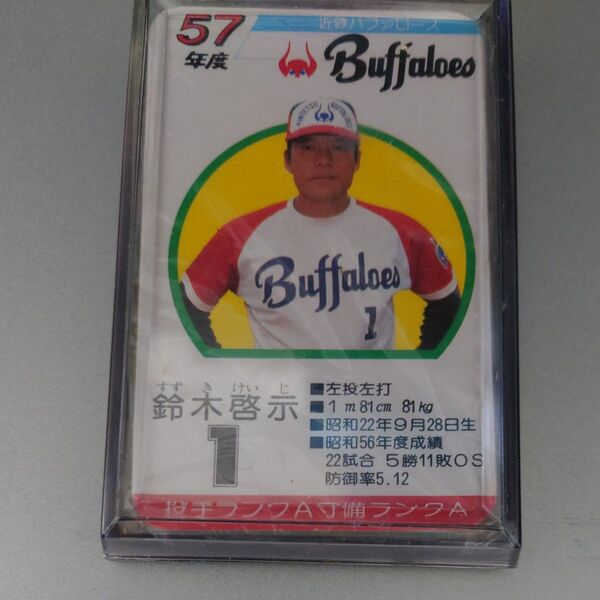 57
年度
近鉄バファローズ
Buffaloes
KINTETSU BUFFALOES
Buffaloes
1
すず き けい じ
鈴木啓示
1
■左投左打
■1m81cm 81kg
■昭和22年9月28日生
■昭和56年度成績
22試合 5勝11敗0S
防御率5.12
投手ランクA守備ランクA